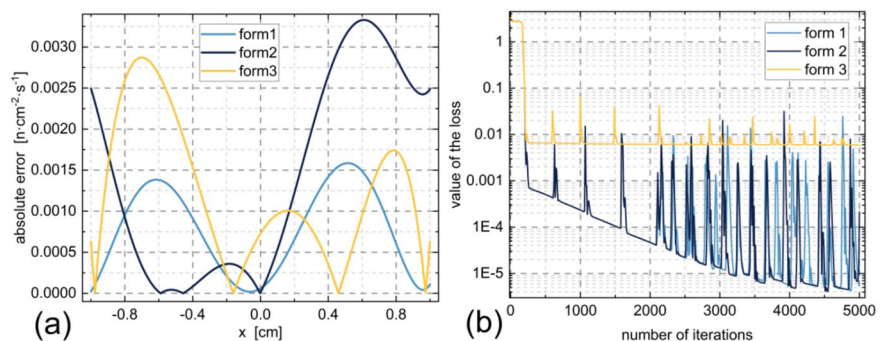 form1
form2
form3
0.0030
0.0025
0.0020
0.0015
0.0010
0.0005
0.0000
absolute error [n·cm⁻²·s⁻¹]
-0.8 -0.4 0.0 0.4 0.8
x [cm]
(a)
form 1
form 2
form 3
1
0.1
0.01
0.001
1E-4
1E-5
value of the loss
0 1000 2000 3000 4000 5000
number of iterations
(b)